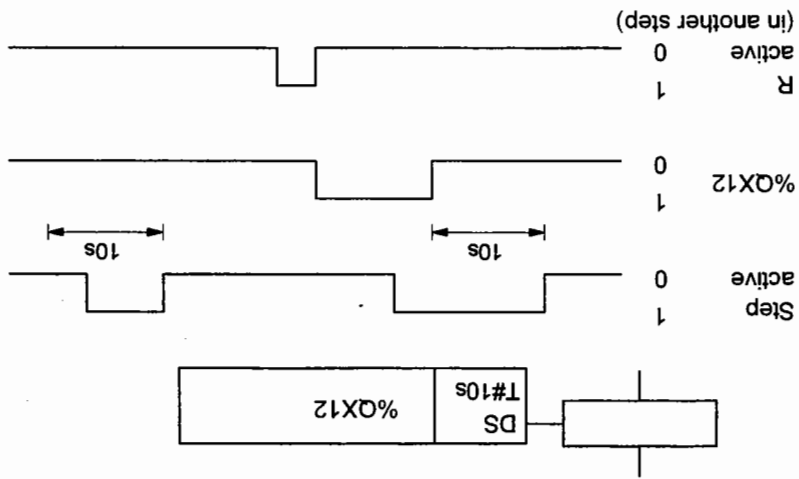 DS
T#10s
%QX12
Step
active
1
0
10s
10s
%QX12
1
0
R
active
(in another step)
1
0